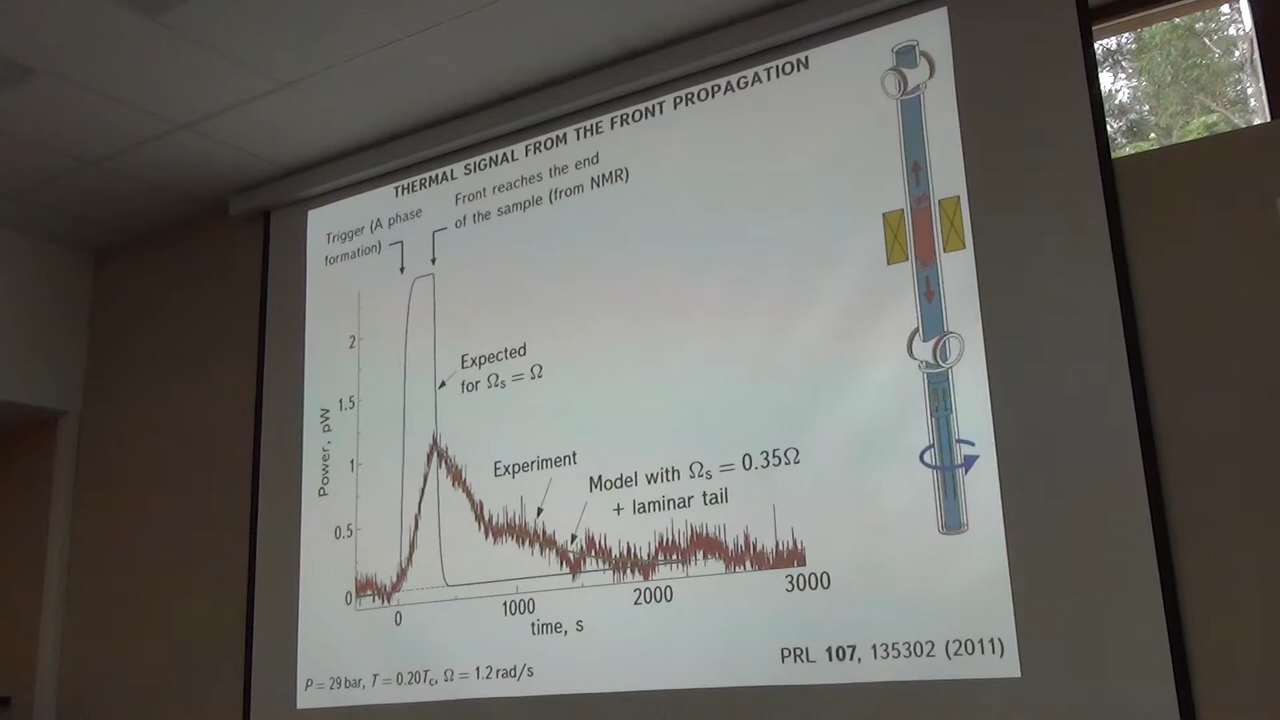 THERMAL SIGNAL FROM THE FRONT PROPAGATION
Trigger (A phase
formation)
Front reaches the end
of the sample (from NMR)
Expected
for Ωₛ = Ω
Experiment
Model with Ωₛ = 0.35Ω
+ laminar tail
Power, pW
2
1.5
1
0.5
0
0
1000
2000
3000
time, s
P = 29 bar, T = 0.20T꜀, Ω = 1.2 rad/s
PRL 107, 135302 (2011)